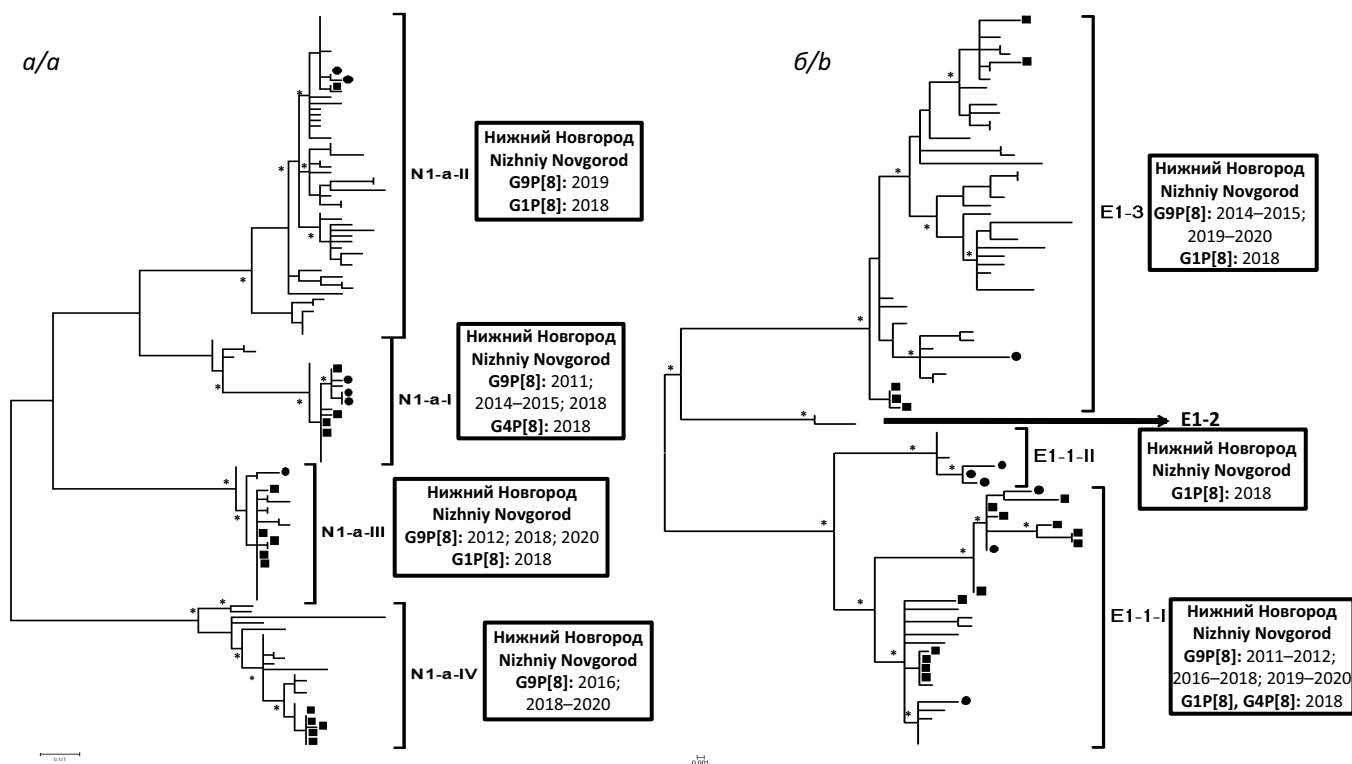 а/a
N1-a-II
Нижний Новгород
Nizhniy Novgorod
G9P[8]: 2019
G1P[8]: 2018
N1-a-I
Нижний Новгород
Nizhniy Novgorod
G9P[8]: 2011;
2014–2015; 2018
G4P[8]: 2018
N1-a-III
Нижний Новгород
Nizhniy Novgorod
G9P[8]: 2012; 2018; 2020
G1P[8]: 2018
N1-a-IV
Нижний Новгород
Nizhniy Novgorod
G9P[8]: 2016;
2018–2020
0.01
б/b
E1-3
Нижний Новгород
Nizhniy Novgorod
G9P[8]: 2014–2015;
2019–2020
G1P[8]: 2018
E1-2
E1-1-II
Нижний Новгород
Nizhniy Novgorod
G1P[8]: 2018
E1-1-I
Нижний Новгород
Nizhniy Novgorod
G9P[8]: 2011–2012;
2016–2018; 2019–2020
G1P[8], G4P[8]: 2018
0.001